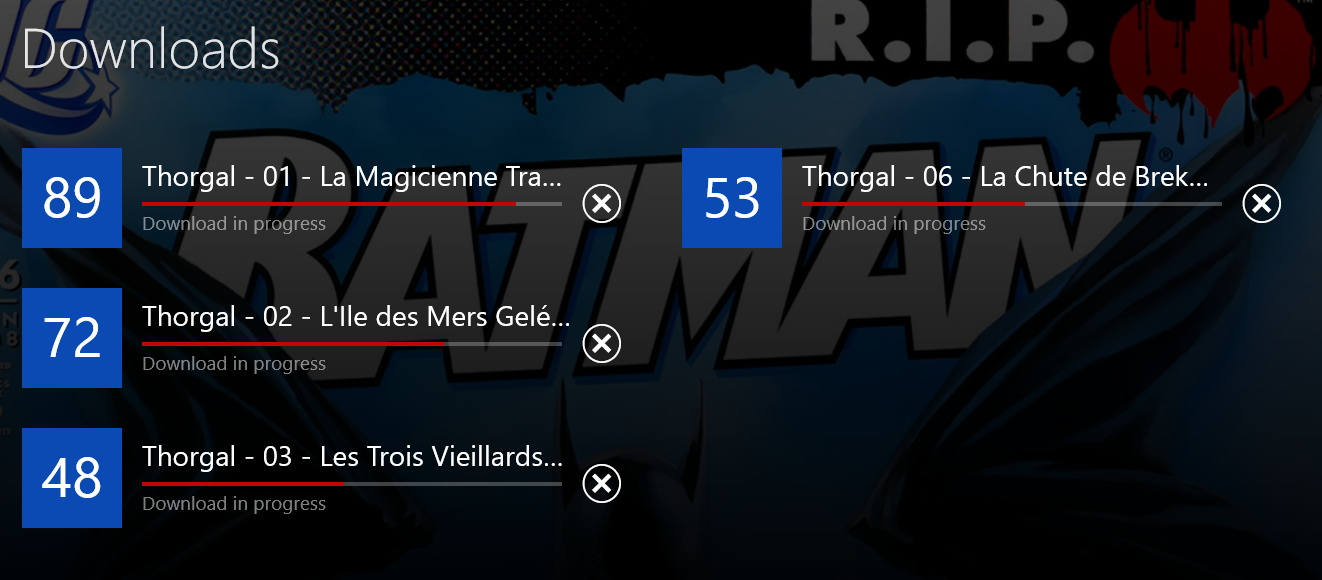 Downloads
R.I.P.
BATMAN®
89
Thorgal - 01 - La Magicienne Tra...
Download in progress
53
Thorgal - 06 - La Chute de Brek...
Download in progress
72
Thorgal - 02 - L'Ile des Mers Gelé...
Download in progress
48
Thorgal - 03 - Les Trois Vieillards...
Download in progress